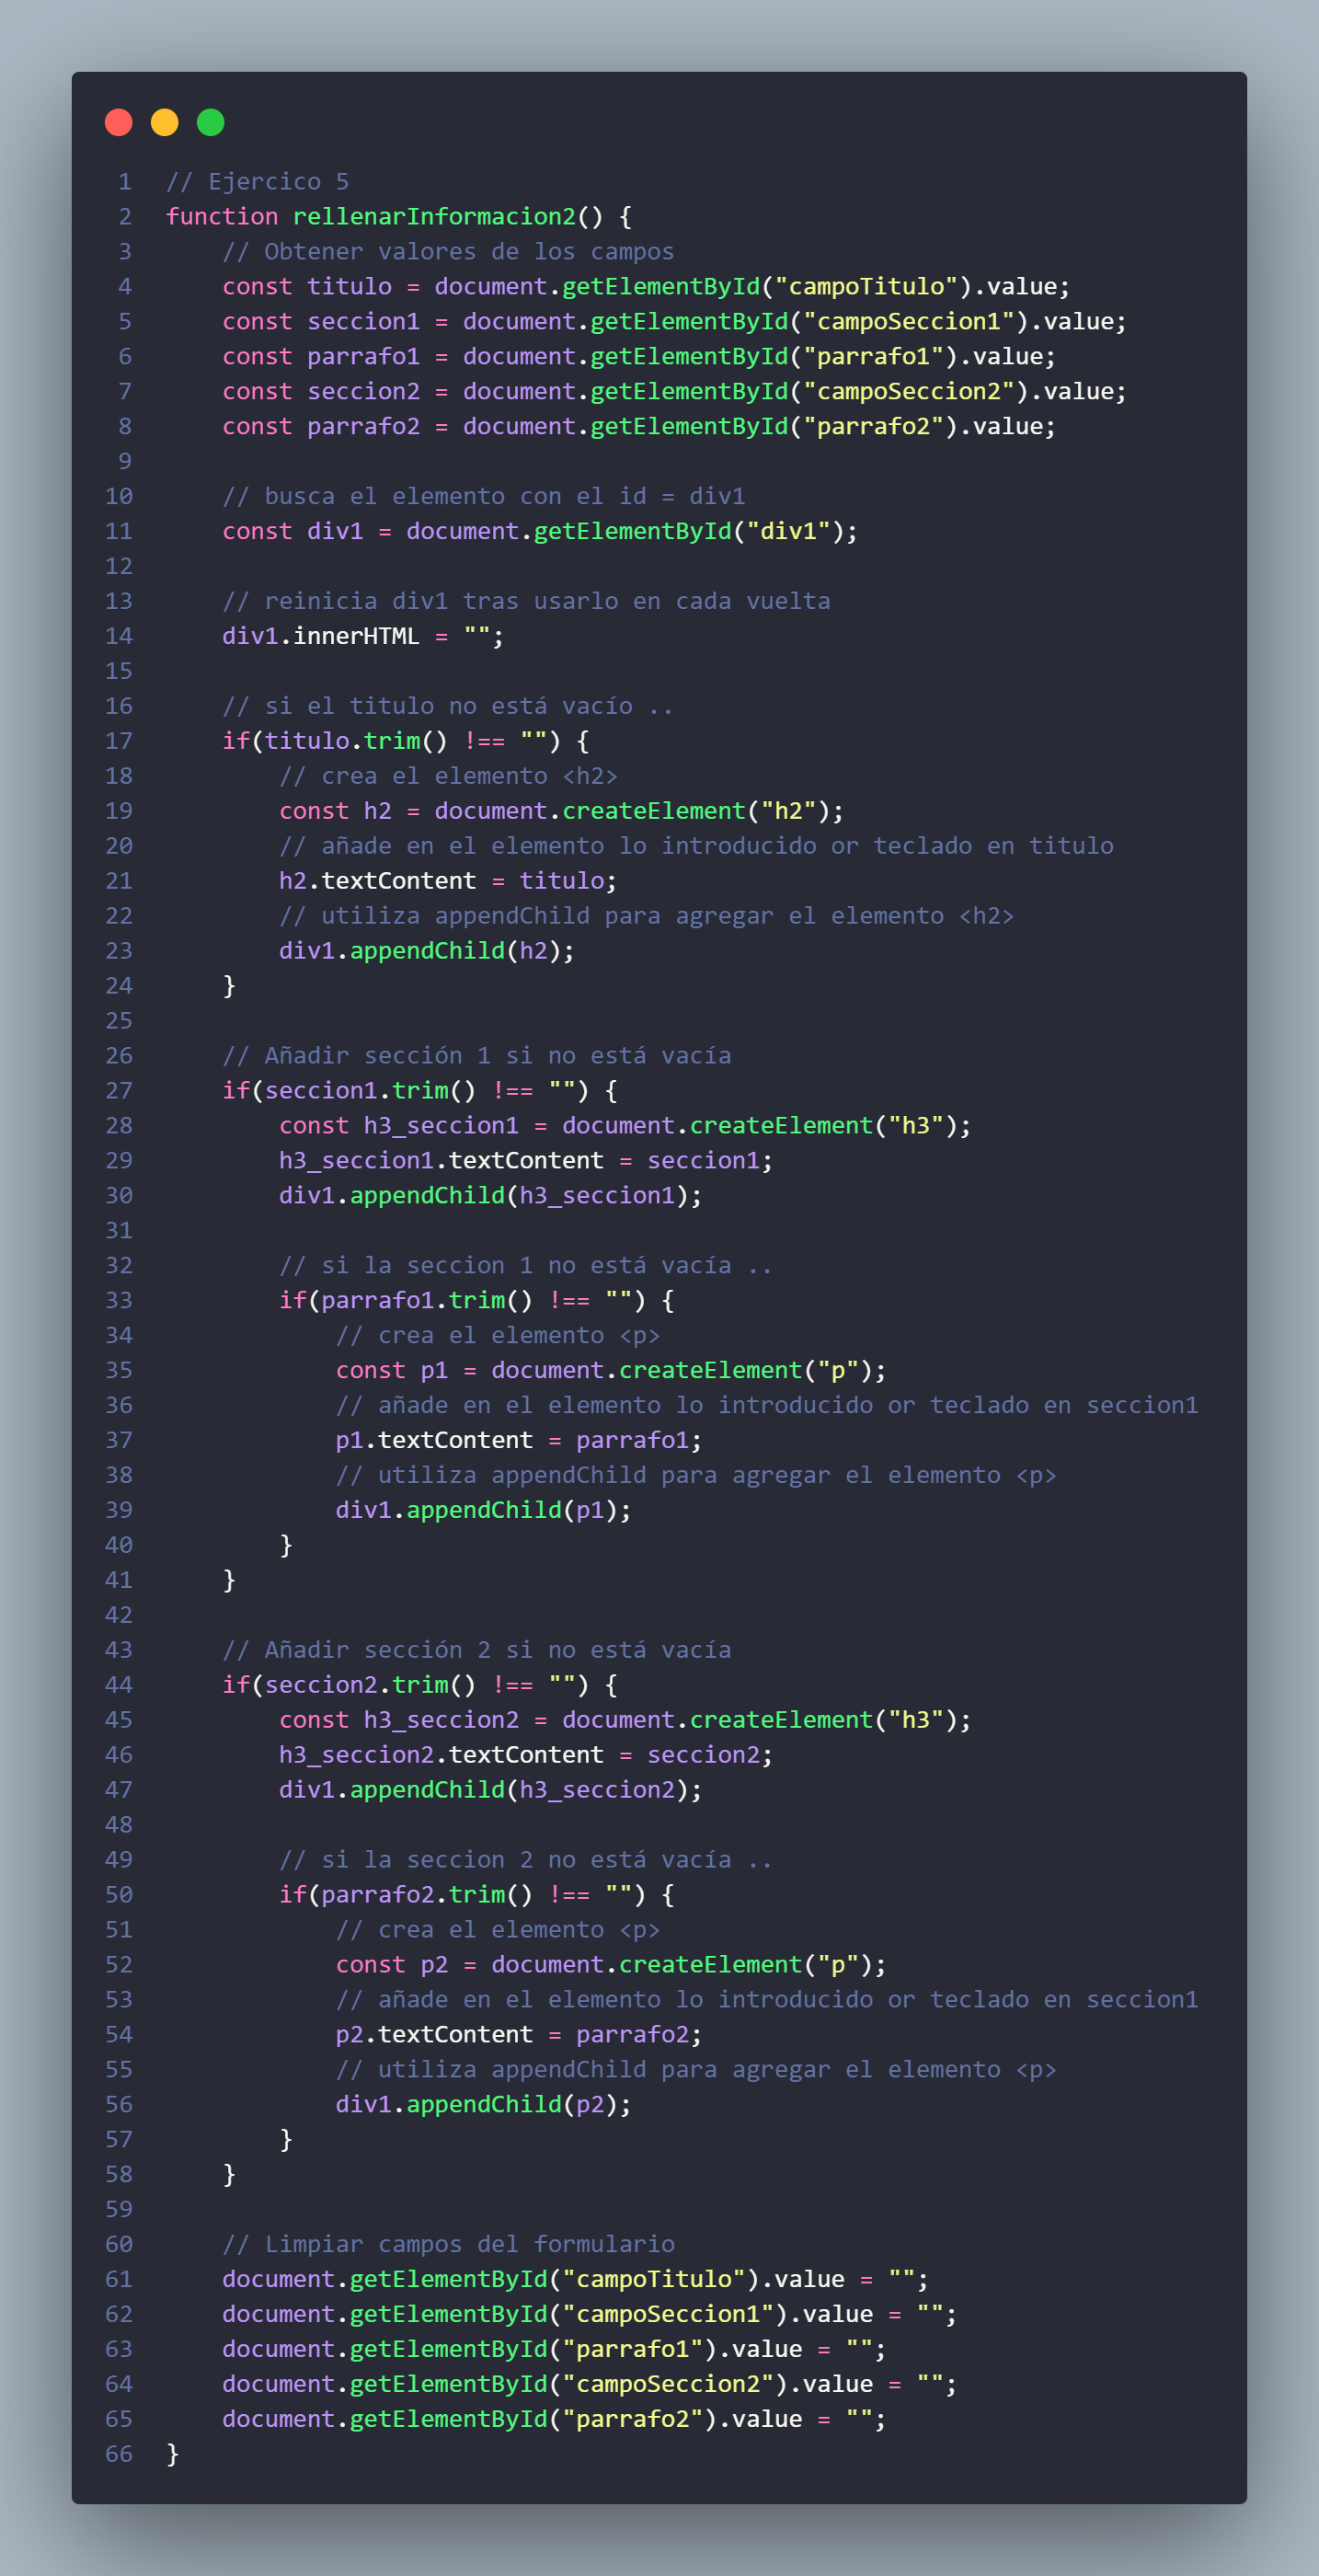 1 // Ejercico 5
2 function rellenarInformacion2() {
3     // Obtener valores de los campos
4     const titulo = document.getElementById("campoTitulo").value;
5     const seccion1 = document.getElementById("campoSeccion1").value;
6     const parrafo1 = document.getElementById("parrafo1").value;
7     const seccion2 = document.getElementById("campoSeccion2").value;
8     const parrafo2 = document.getElementById("parrafo2").value;
9
10     // busca el elemento con el id = div1
11     const div1 = document.getElementById("div1");
12
13     // reinicia div1 tras usarlo en cada vuelta
14     div1.innerHTML = "";
15
16     // si el titulo no está vacío ..
17     if(titulo.trim() !== "") {
18         // crea el elemento <h2>
19         const h2 = document.createElement("h2");
20         // añade en el elemento lo introducido or teclado en titulo
21         h2.textContent = titulo;
22         // utiliza appendChild para agregar el elemento <h2>
23         div1.appendChild(h2);
24     }
25
26     // Añadir sección 1 si no está vacía
27     if(seccion1.trim() !== "") {
28         const h3_seccion1 = document.createElement("h3");
29         h3_seccion1.textContent = seccion1;
30         div1.appendChild(h3_seccion1);
31
32         // si la seccion 1 no está vacía ..
33         if(parrafo1.trim() !== "") {
34             // crea el elemento <p>
35             const p1 = document.createElement("p");
36             // añade en el elemento lo introducido or teclado en seccion1
37             p1.textContent = parrafo1;
38             // utiliza appendChild para agregar el elemento <p>
39             div1.appendChild(p1);
40         }
41     }
42
43     // Añadir sección 2 si no está vacía
44     if(seccion2.trim() !== "") {
45         const h3_seccion2 = document.createElement("h3");
46         h3_seccion2.textContent = seccion2;
47         div1.appendChild(h3_seccion2);
48
49         // si la seccion 2 no está vacía ..
50         if(parrafo2.trim() !== "") {
51             // crea el elemento <p>
52             const p2 = document.createElement("p");
53             // añade en el elemento lo introducido or teclado en seccion1
54             p2.textContent = parrafo2;
55             // utiliza appendChild para agregar el elemento <p>
56             div1.appendChild(p2);
57         }
58     }
59
60     // Limpiar campos del formulario
61     document.getElementById("campoTitulo").value = "";
62     document.getElementById("campoSeccion1").value = "";
63     document.getElementById("parrafo1").value = "";
64     document.getElementById("campoSeccion2").value = "";
65     document.getElementById("parrafo2").value = "";
66 }